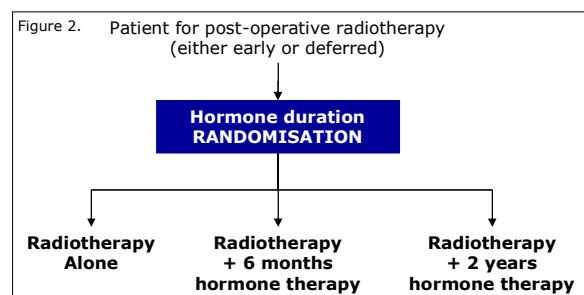 Figure 2.
Patient for post-operative radiotherapy
(either early or deferred)
Hormone duration
RANDOMISATION
Radiotherapy
Alone
Radiotherapy
+ 6 months
hormone therapy
Radiotherapy
+ 2 years
hormone therapy